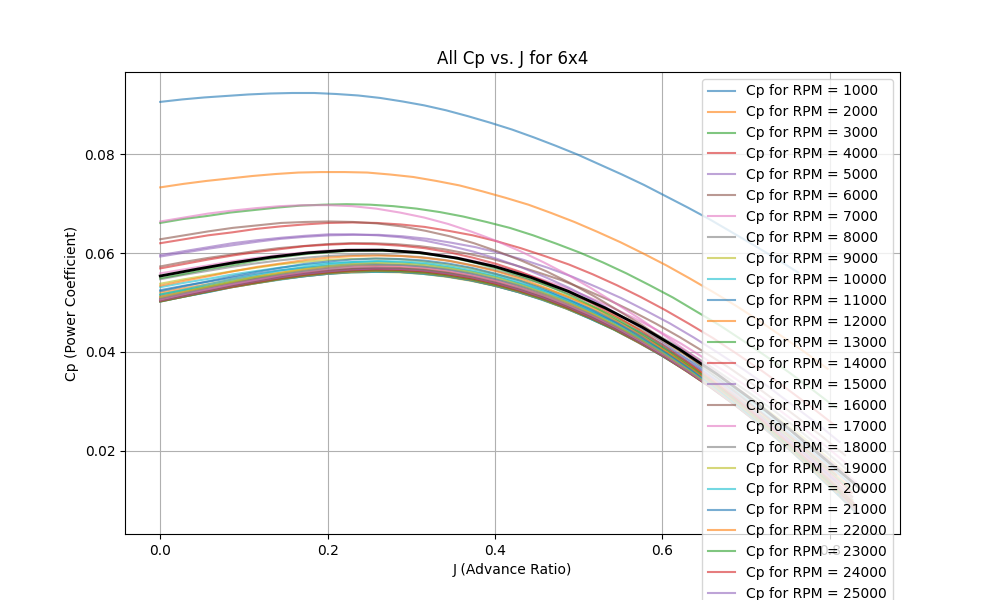 All Cp vs. J for 6x4
Cp (Power Coefficient)
0.08
0.06
0.04
0.02
0.0
0.2
0.4
0.6
0.8
J (Advance Ratio)
Cp for RPM = 1000
Cp for RPM = 2000
Cp for RPM = 3000
Cp for RPM = 4000
Cp for RPM = 5000
Cp for RPM = 6000
Cp for RPM = 7000
Cp for RPM = 8000
Cp for RPM = 9000
Cp for RPM = 10000
Cp for RPM = 11000
Cp for RPM = 12000
Cp for RPM = 13000
Cp for RPM = 14000
Cp for RPM = 15000
Cp for RPM = 16000
Cp for RPM = 17000
Cp for RPM = 18000
Cp for RPM = 19000
Cp for RPM = 20000
Cp for RPM = 21000
Cp for RPM = 22000
Cp for RPM = 23000
Cp for RPM = 24000
Cp for RPM = 25000